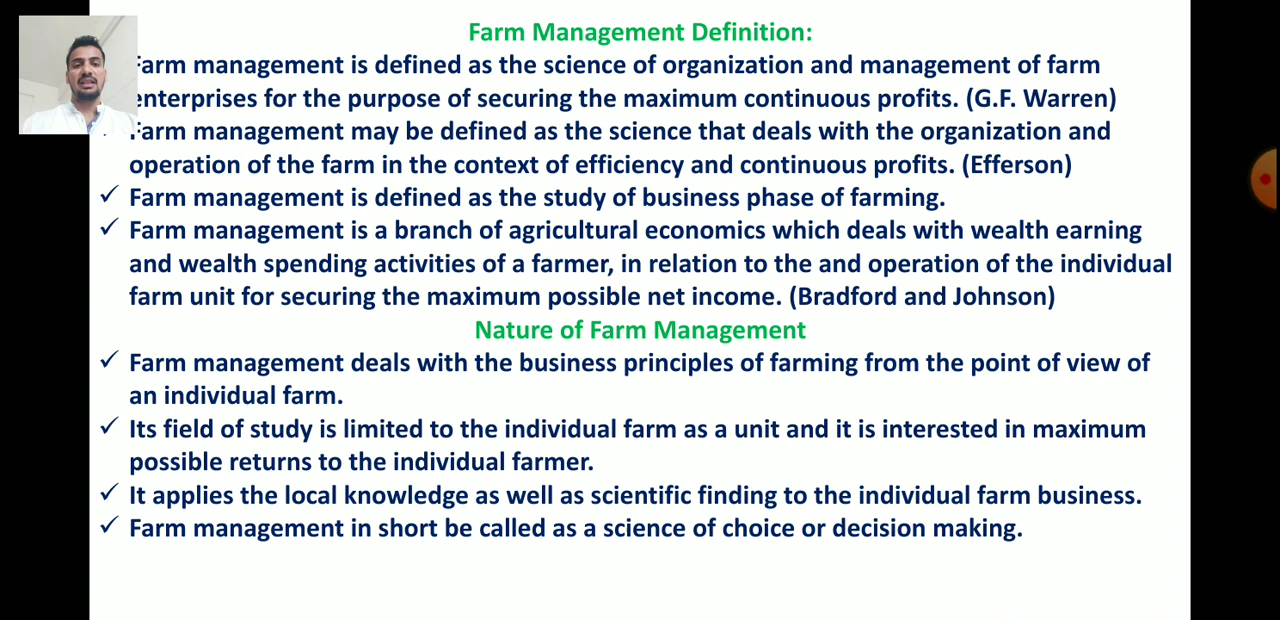 Farm Management Definition:
Farm management is defined as the science of organization and management of farm
enterprises for the purpose of securing the maximum continuous profits. (G.F. Warren)
Farm management may be defined as the science that deals with the organization and
operation of the farm in the context of efficiency and continuous profits. (Efferson)
✓ Farm management is defined as the study of business phase of farming.
✓ Farm management is a branch of agricultural economics which deals with wealth earning
and wealth spending activities of a farmer, in relation to the and operation of the individual
farm unit for securing the maximum possible net income. (Bradford and Johnson)
Nature of Farm Management
✓ Farm management deals with the business principles of farming from the point of view of
an individual farm.
✓ Its field of study is limited to the individual farm as a unit and it is interested in maximum
possible returns to the individual farmer.
✓ It applies the local knowledge as well as scientific finding to the individual farm business.
✓ Farm management in short be called as a science of choice or decision making.